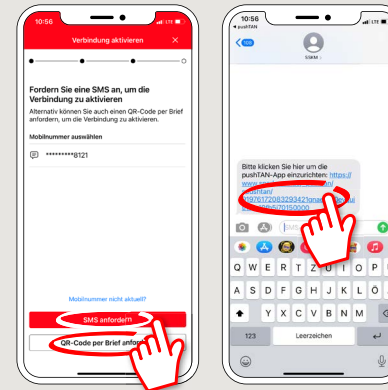 10:56
LTE
Verbindung aktivieren ×
Fordern Sie eine SMS an, um die
Verbindung zu aktivieren
Alternativ können Sie auch einen QR-Code per Brief
anfordern, um die Verbindung zu aktivieren.
Mobilnummer auswählen
*********8121
Mobilnummer nicht aktuell?
SMS anfordern
QR-Code per Brief
10:56
LTE
pushTAN
SSKM
Bitte klicken Sie hier um die
pushTAN-App einzurichten: https://
Q W E R T Z U I O P
A S D F G H J K L Ö
Y X C V B N M
123 Leerzeichen